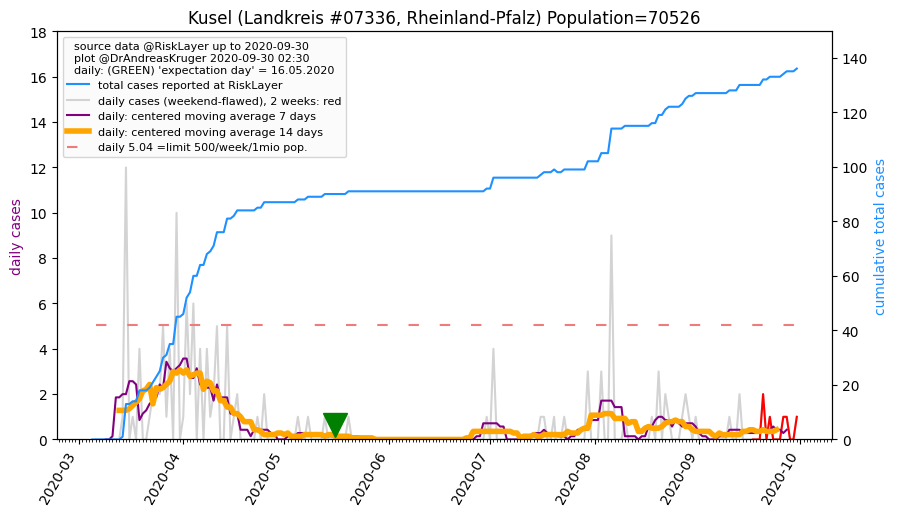 Kusel (Landkreis #07336, Rheinland-Pfalz) Population=70526
source data @RiskLayer up to 2020-09-30
plot @DrAndreasKruger 2020-09-30 02:30
daily: (GREEN) 'expectation day' = 16.05.2020
total cases reported at RiskLayer
daily cases (weekend-flawed), 2 weeks: red
daily: centered moving average 7 days
daily: centered moving average 14 days
daily 5.04 =limit 500/week/1mio pop.
daily cases
18
16
14
12
10
8
6
4
2
0
140
120
100
80
60
40
20
0
cumulative total cases
2020-03
2020-04
2020-05
2020-06
2020-07
2020-08
2020-09
2020-10